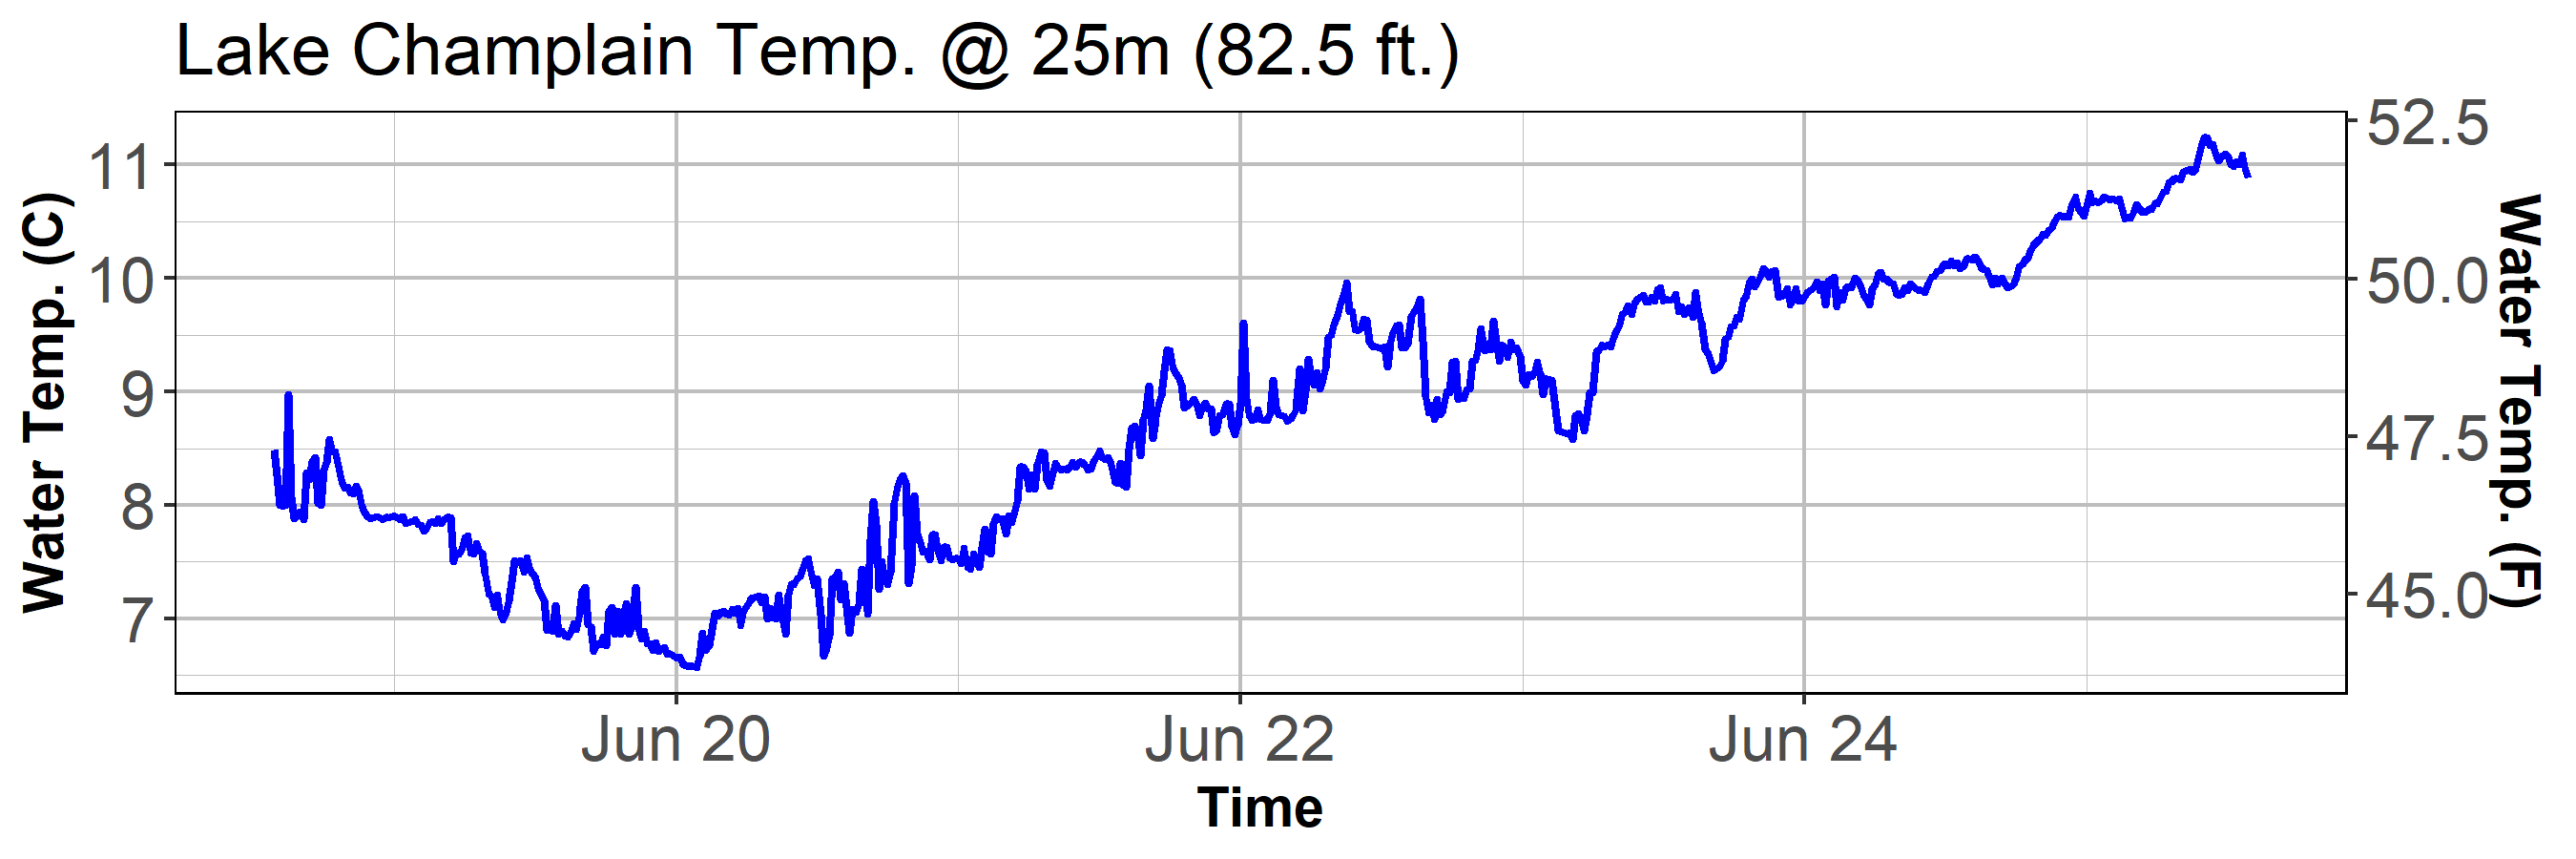 Lake Champlain Temp. @ 25m (82.5 ft.)
Water Temp. (C)
11
10
9
8
7
52.5
50.0
47.5
45.0
Water Temp. (F)
Jun 20
Jun 22
Jun 24
Time